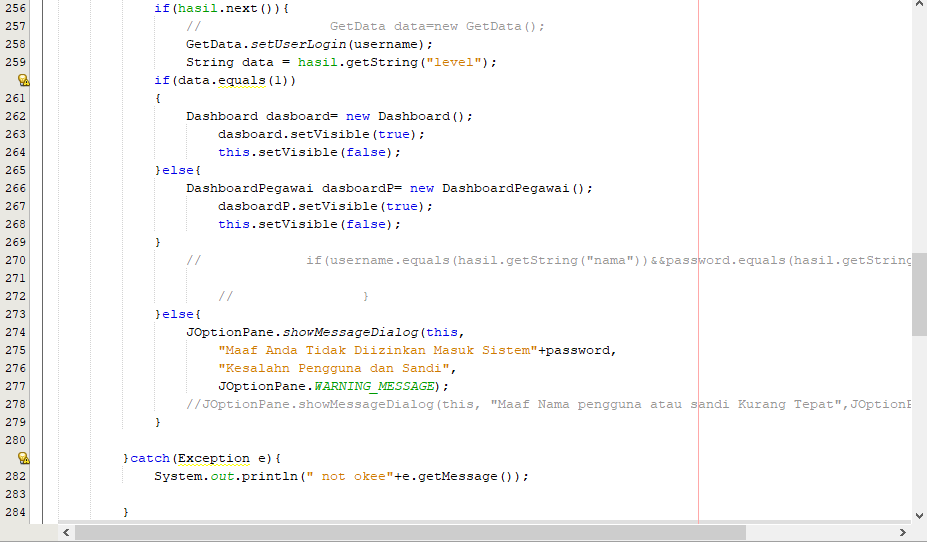 256 if(hasil.next()){
257 // GetData data=new GetData();
258 GetData.setUserLogin(username);
259 String data = hasil.getString("level");
if(data.equals(1))
261 {
262 Dashboard dasboard= new Dashboard();
263 dasboard.setVisible(true);
264 this.setVisible(false);
265 }else{
266 DashboardPegawai dasboardP= new DashboardPegawai();
267 dasboardP.setVisible(true);
268 this.setVisible(false);
269 }
270 // if(username.equals(hasil.getString("nama"))&&password.equals(hasil.getString
271
272 // }
273 }else{
274 JOptionPane.showMessageDialog(this,
275 "Maaf Anda Tidak Diizinkan Masuk Sistem"+password,
276 "Kesalahn Pengguna dan Sandi",
277 JOptionPane.WARNING_MESSAGE);
278 //JOptionPane.showMessageDialog(this, "Maaf Nama pengguna atau sandi Kurang Tepat",JOptionP
279 }
280
}catch(Exception e){
282 System.out.println(" not okee"+e.getMessage());
283
284 }